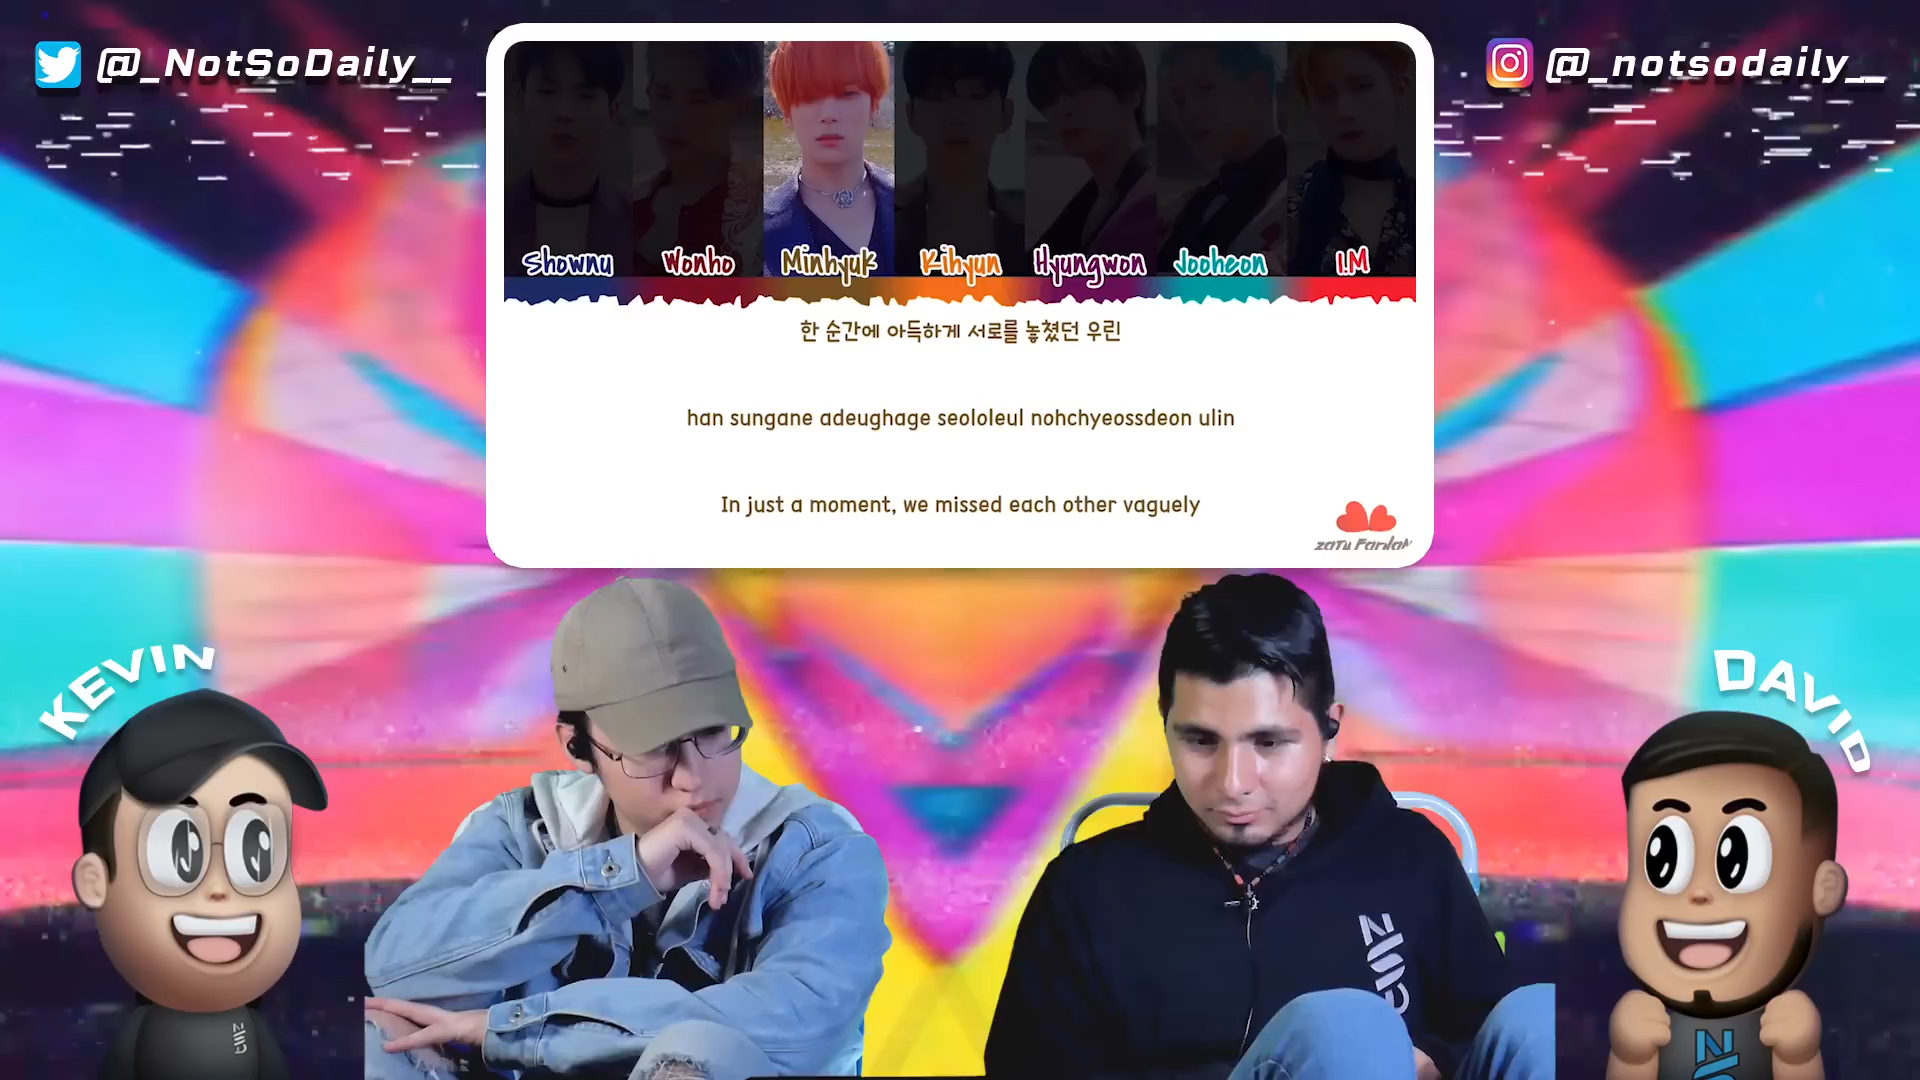 @_NotSoDaily__
@_notsodaily__
Shownu Wonho Minhyuk Kihyun Hyungwon Jooheon I.M
한 순간에 아득하게 서로를 놓쳤던 우린
han sungane adeughage seololeul nohchyeossdeon ulin
In just a moment, we missed each other vaguely
ZaTy FarlaN
KEVIN
DAVID